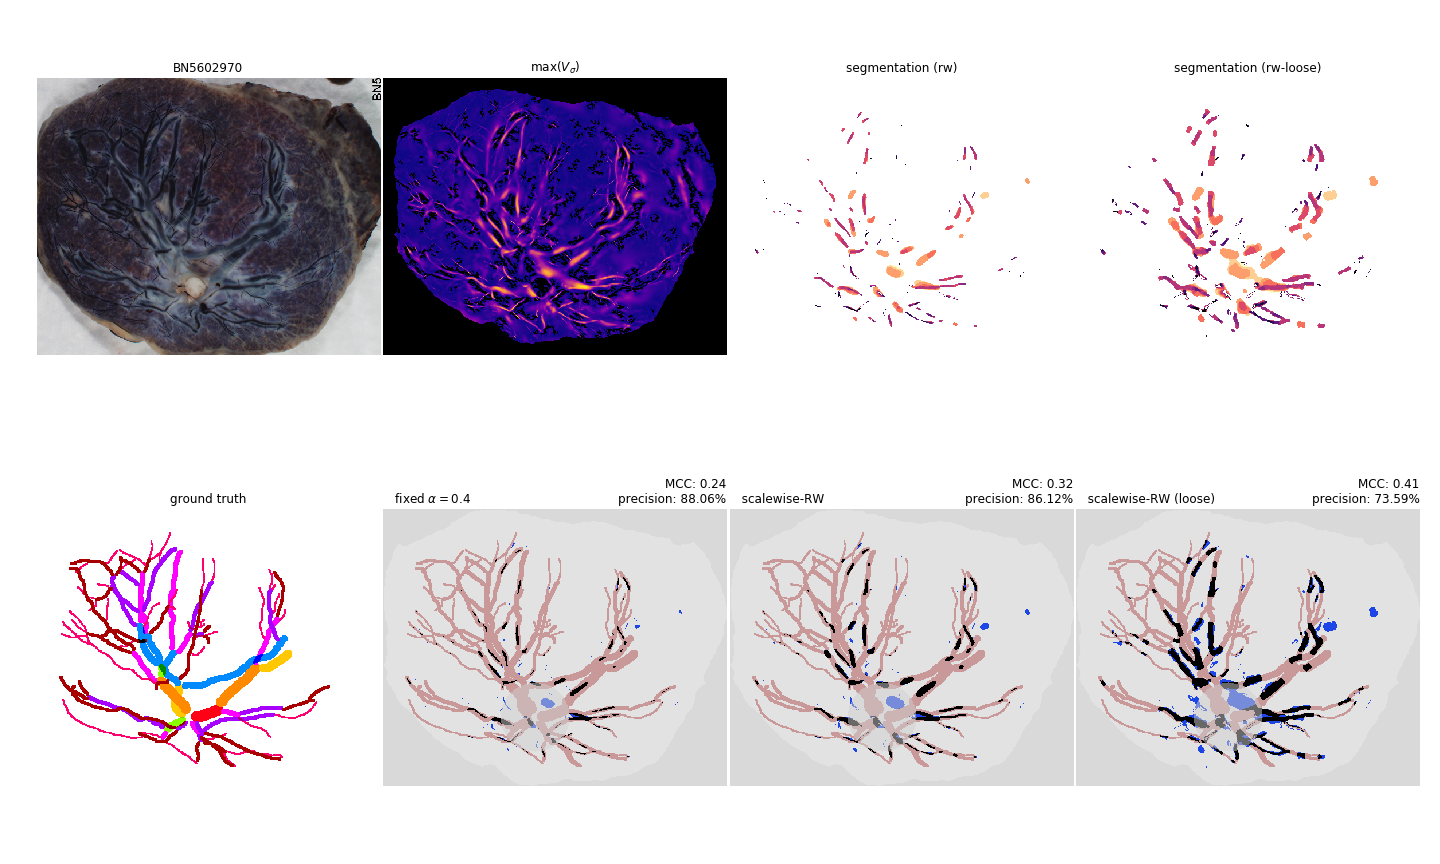 BN5602970
max(V_σ)
segmentation (rw)
segmentation (rw-loose)
BN5
ground truth
fixed α = 0.4
MCC: 0.24
precision: 88.06%
scalewise-RW
MCC: 0.32
precision: 86.12%
scalewise-RW (loose)
MCC: 0.41
precision: 73.59%